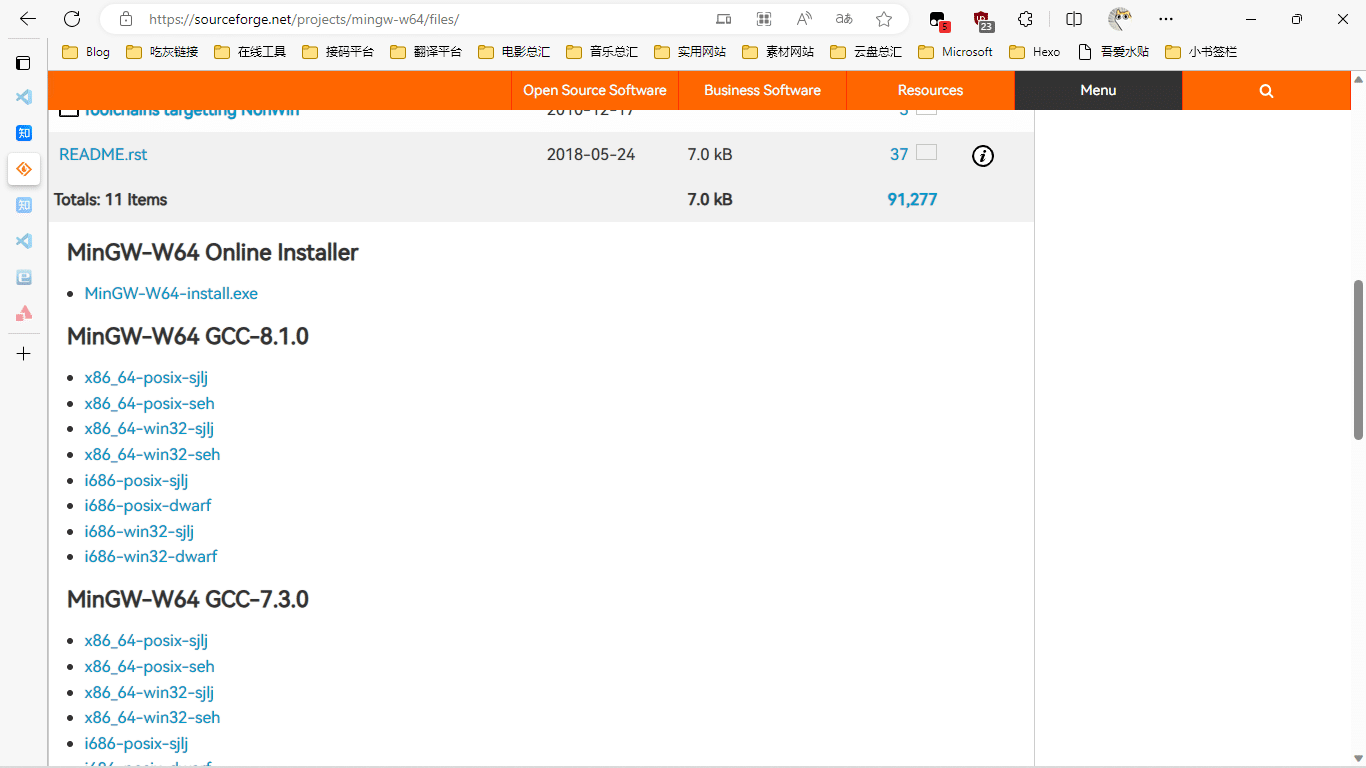 https://sourceforge.net/projects/mingw-w64/files/
5
23
Blog 吃灰链接 在线工具 接码平台 翻译平台 电影总汇 音乐总汇 实用网站 素材网站 云盘总汇 Microsoft Hexo 吾爱水贴 小书签栏
Open Source Software Business Software Resources Menu
Toolchains targetting NonWin 2010-12-17 3
README.rst 2018-05-24 7.0 kB 37
Totals: 11 Items 7.0 kB 91,277
MinGW-W64 Online Installer
MinGW-W64-install.exe
MinGW-W64 GCC-8.1.0
x86_64-posix-sjlj
x86_64-posix-seh
x86_64-win32-sjlj
x86_64-win32-seh
i686-posix-sjlj
i686-posix-dwarf
i686-win32-sjlj
i686-win32-dwarf
MinGW-W64 GCC-7.3.0
x86_64-posix-sjlj
x86_64-posix-seh
x86_64-win32-sjlj
x86_64-win32-seh
i686-posix-sjlj
i686-posix-dwarf